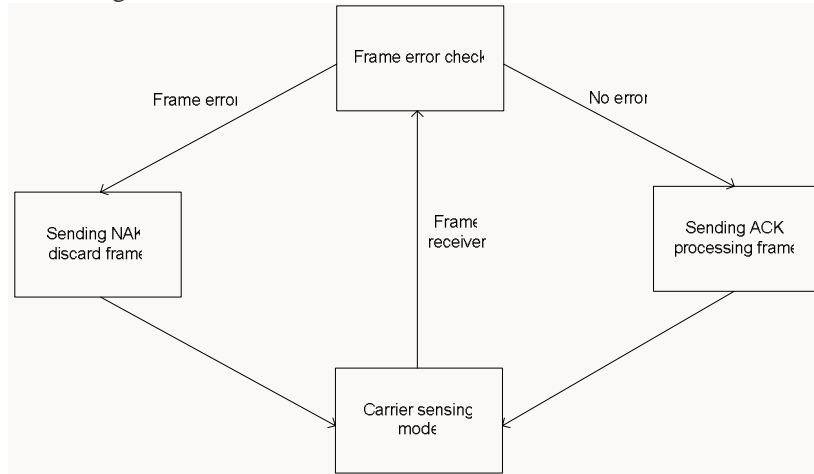 Frame error check
Frame error
No error
Sending NAK
discard frame
Frame
receiver
Sending ACK
processing frame
Carrier sensing
mode